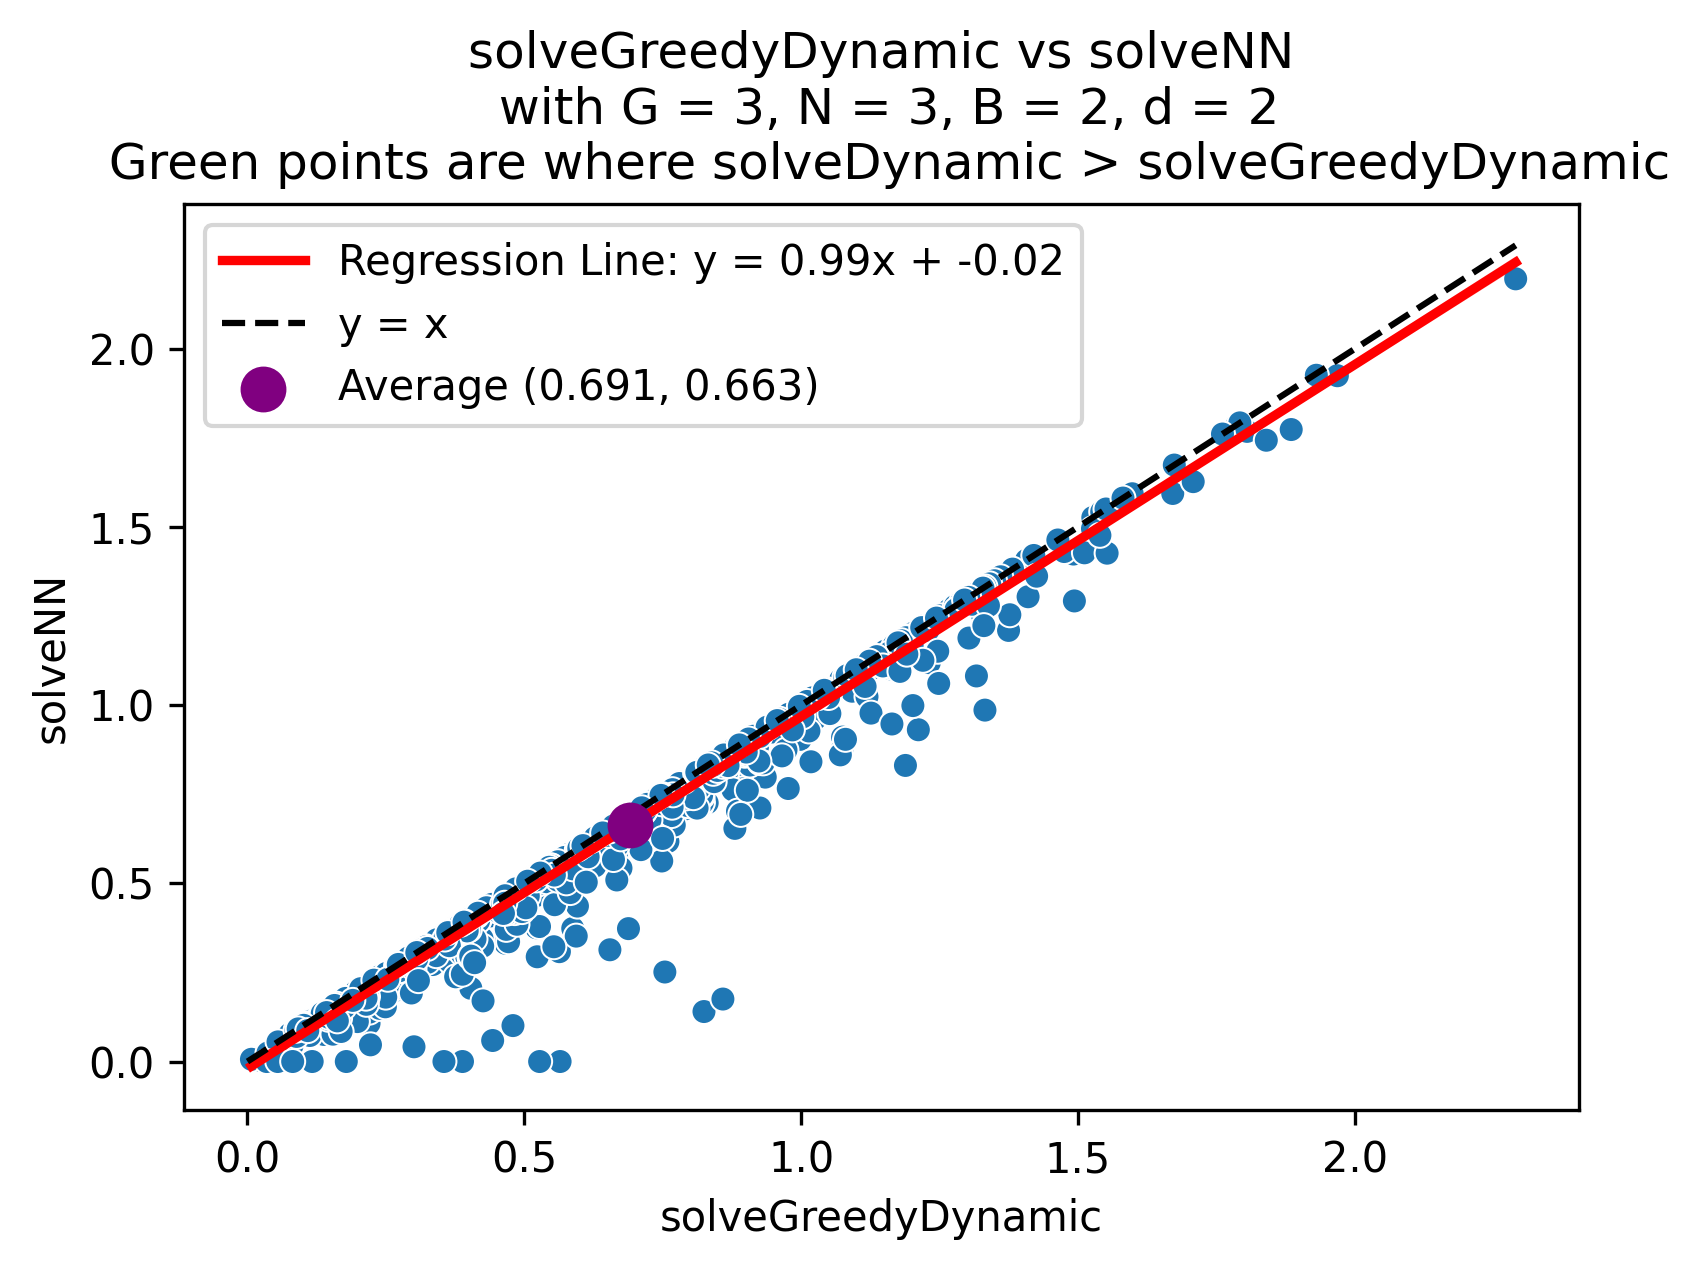 solveGreedyDynamic vs solveNN
with G = 3, N = 3, B = 2, d = 2
Green points are where solveDynamic > solveGreedyDynamic
Regression Line: y = 0.99x + -0.02
y = x
Average (0.691, 0.663)
2.0
1.5
1.0
0.5
0.0
solveNN
0.0 0.5 1.0 1.5 2.0
solveGreedyDynamic